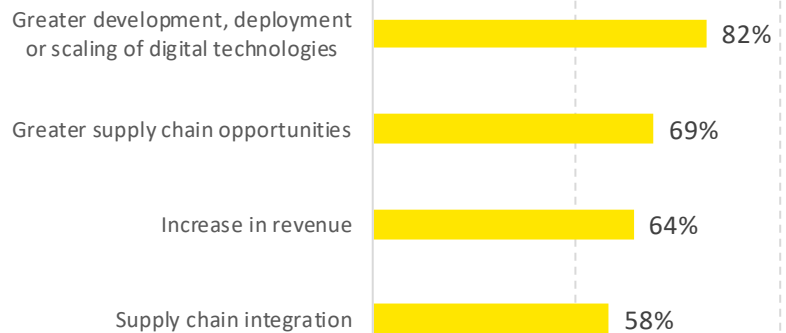 Greater development, deployment
or scaling of digital technologies
82%
Greater supply chain opportunities
69%
Increase in revenue
64%
Supply chain integration
58%